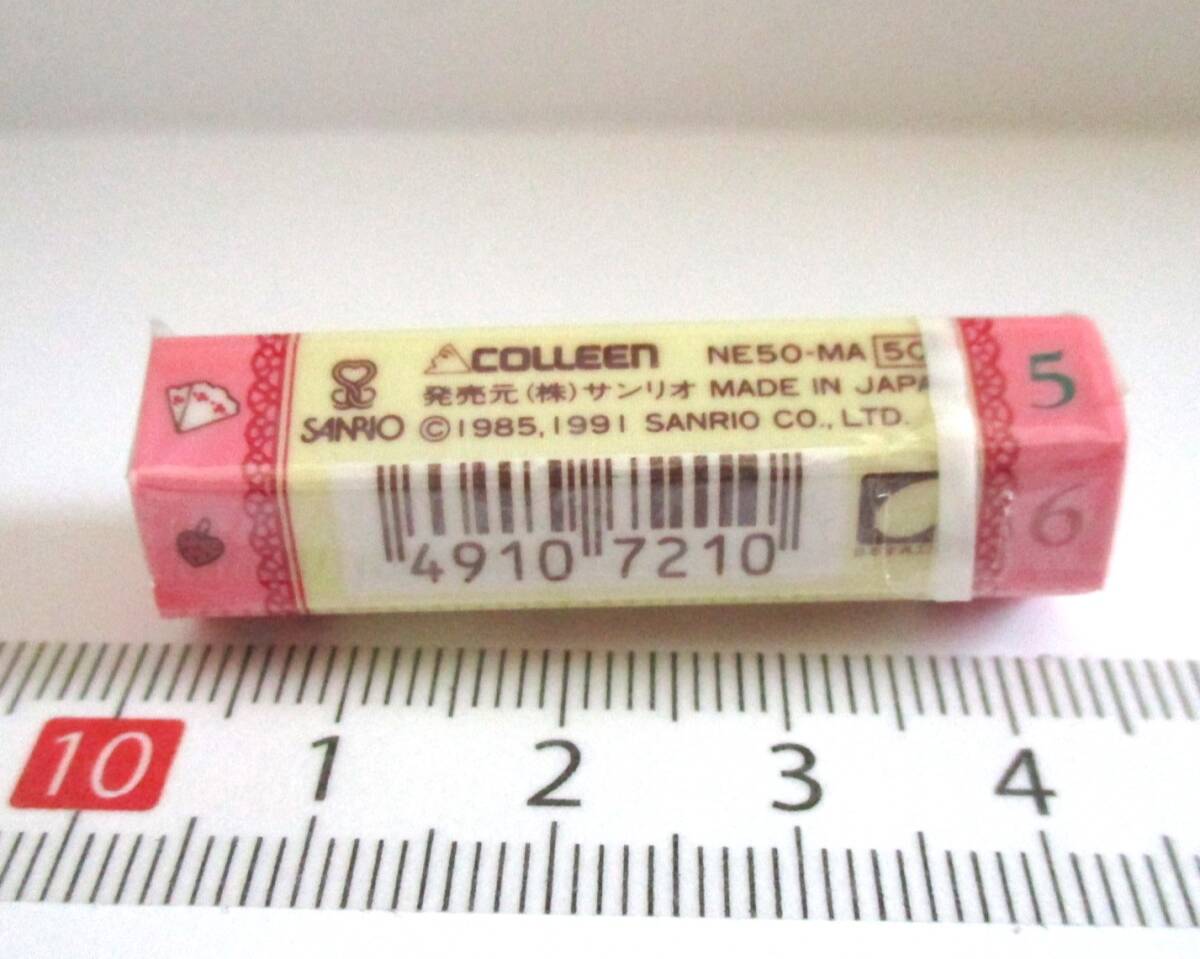 COLLEEN NE50-MA 50
発売元(株)サンリオ MADE IN JAPA
SANRIO ©1985,1991 SANRIO CO., LTD.
4910 7210
5
6
10 1 2 3 4